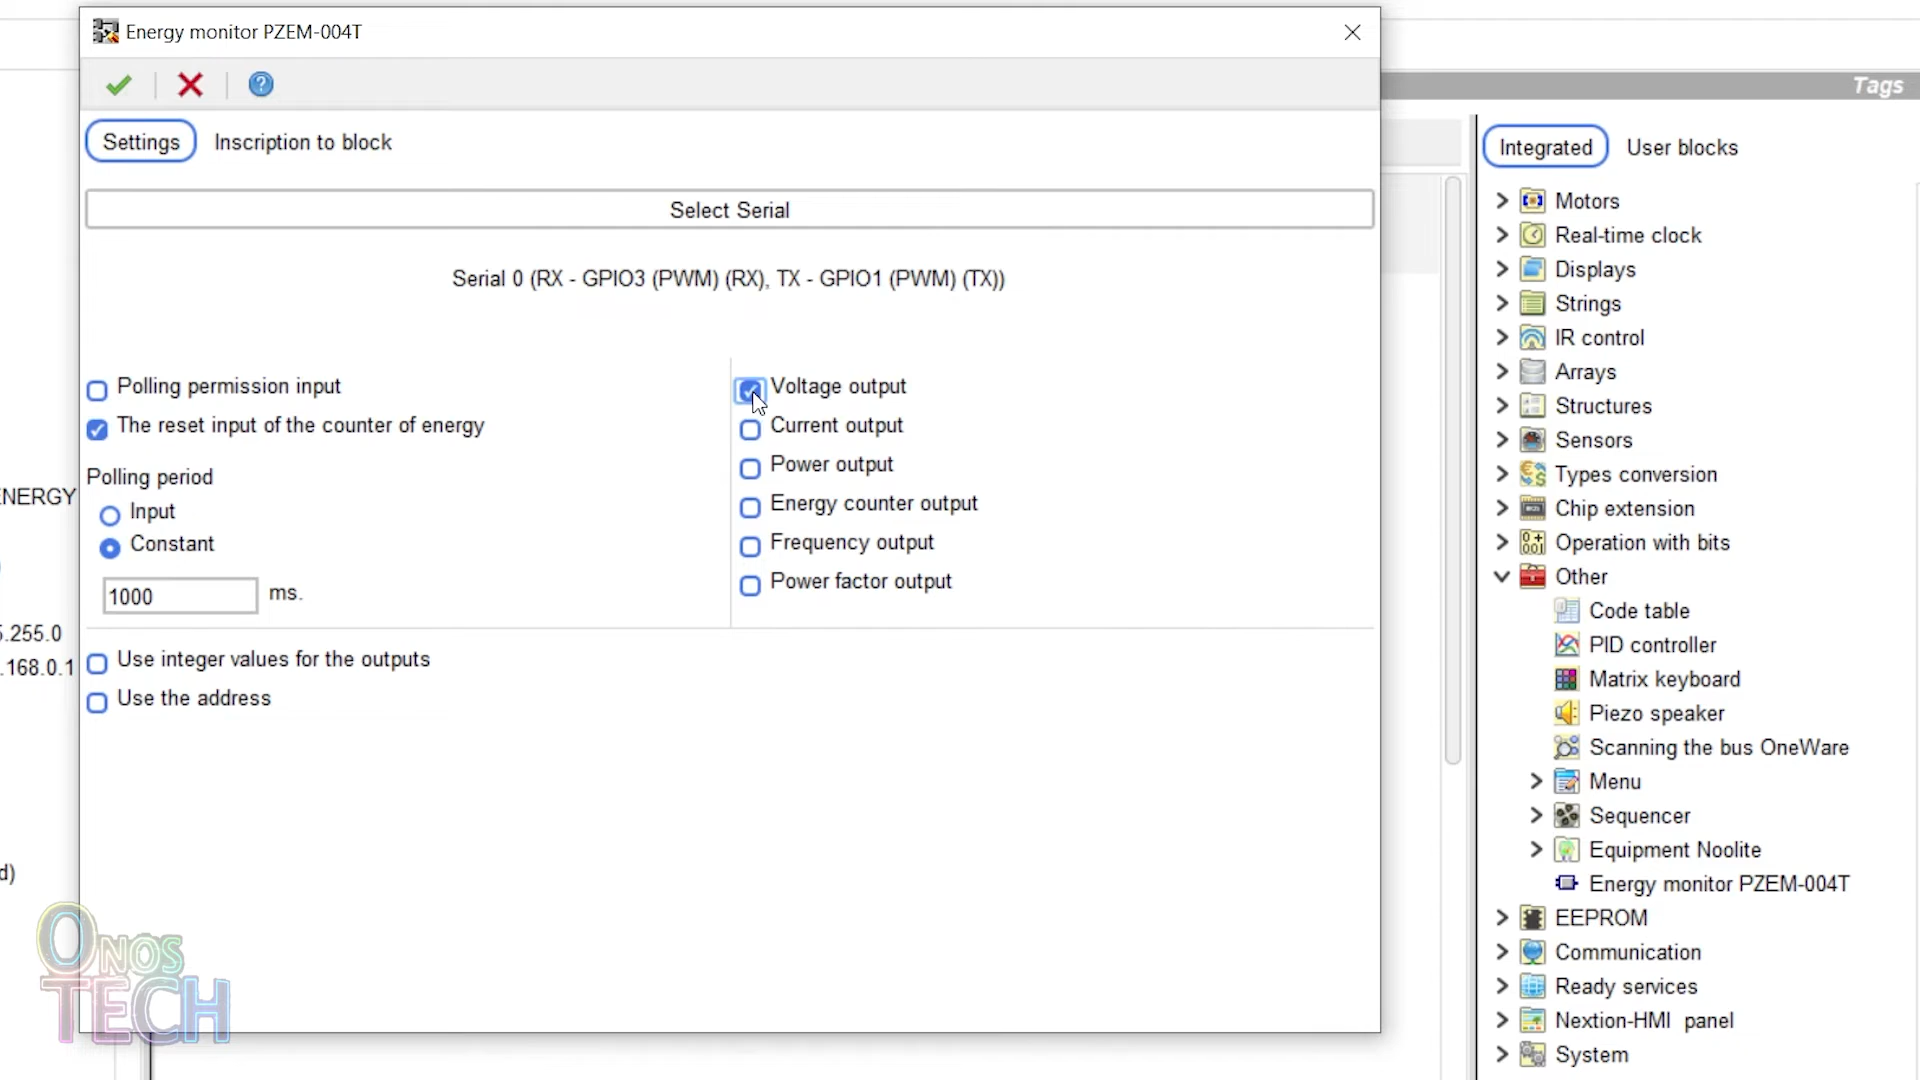 Energy monitor PZEM-004T
Settings
Inscription to block
Select Serial
Serial 0 (RX - GPIO3 (PWM) (RX), TX - GPIO1 (PWM) (TX))
Polling permission input
The reset input of the counter of energy
Polling period
Input
Constant
1000 ms.
Voltage output
Current output
Power output
Energy counter output
Frequency output
Power factor output
Use integer values for the outputs
Use the address
ENERGY
.255.0
.168.0.1
d)
ONOS
TECH
Tags
Integrated
User blocks
Motors
Real-time clock
Displays
Strings
IR control
Arrays
Structures
Sensors
Types conversion
Chip extension
Operation with bits
Other
Code table
PID controller
Matrix keyboard
Piezo speaker
Scanning the bus OneWare
Menu
Sequencer
Equipment Noolite
Energy monitor PZEM-004T
EEPROM
Communication
Ready services
Nextion-HMI panel
System